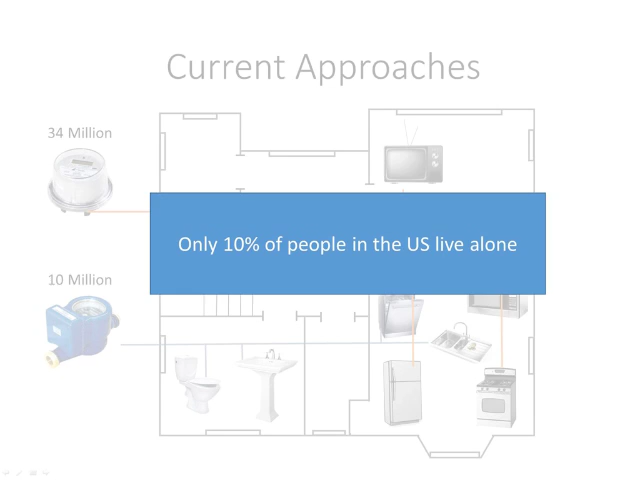 Current Approaches
34 Million
Only 10% of people in the US live alone
10 Million